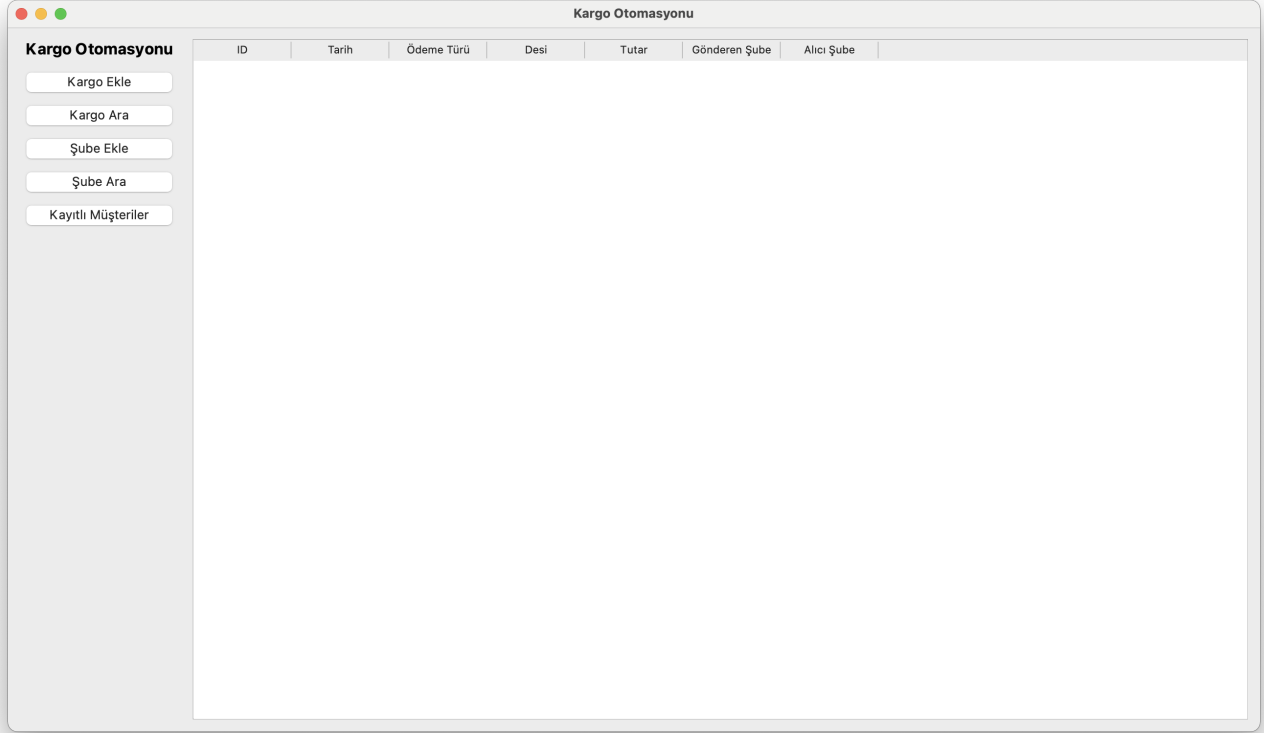 Kargo Otomasyonu
Kargo Otomasyonu
ID Tarih Ödeme Türü Desi Tutar Gönderen Şube Alıcı Şube
Kargo Ekle
Kargo Ara
Şube Ekle
Şube Ara
Kayıtlı Müşteriler